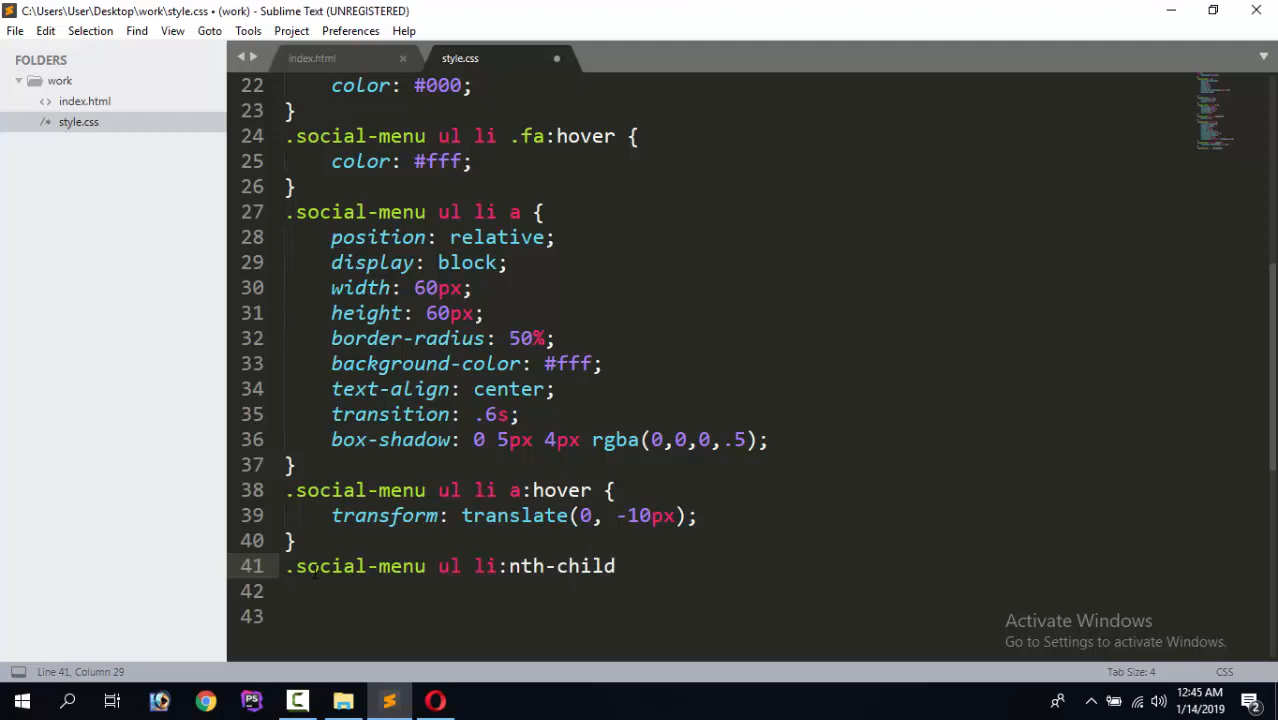 C:\Users\User\Desktop\work\style.css • (work) - Sublime Text (UNREGISTERED)
File Edit Selection Find View Goto Tools Project Preferences Help
FOLDERS
work
<> index.html
/* style.css
index.html
style.css
22 color: #000;
23 }
24 .social-menu ul li .fa:hover {
25 color: #fff;
26 }
27 .social-menu ul li a {
28 position: relative;
29 display: block;
30 width: 60px;
31 height: 60px;
32 border-radius: 50%;
33 background-color: #fff;
34 text-align: center;
35 transition: .6s;
36 box-shadow: 0 5px 4px rgba(0,0,0,.5);
37 }
38 .social-menu ul li a:hover {
39 transform: translate(0, -10px);
40 }
41 .social-menu ul li:nth-child
42
43
Activate Windows
Go to Settings to activate Windows.
Line 41, Column 29
Tab Size: 4
CSS
12:45 AM
1/14/2019
2